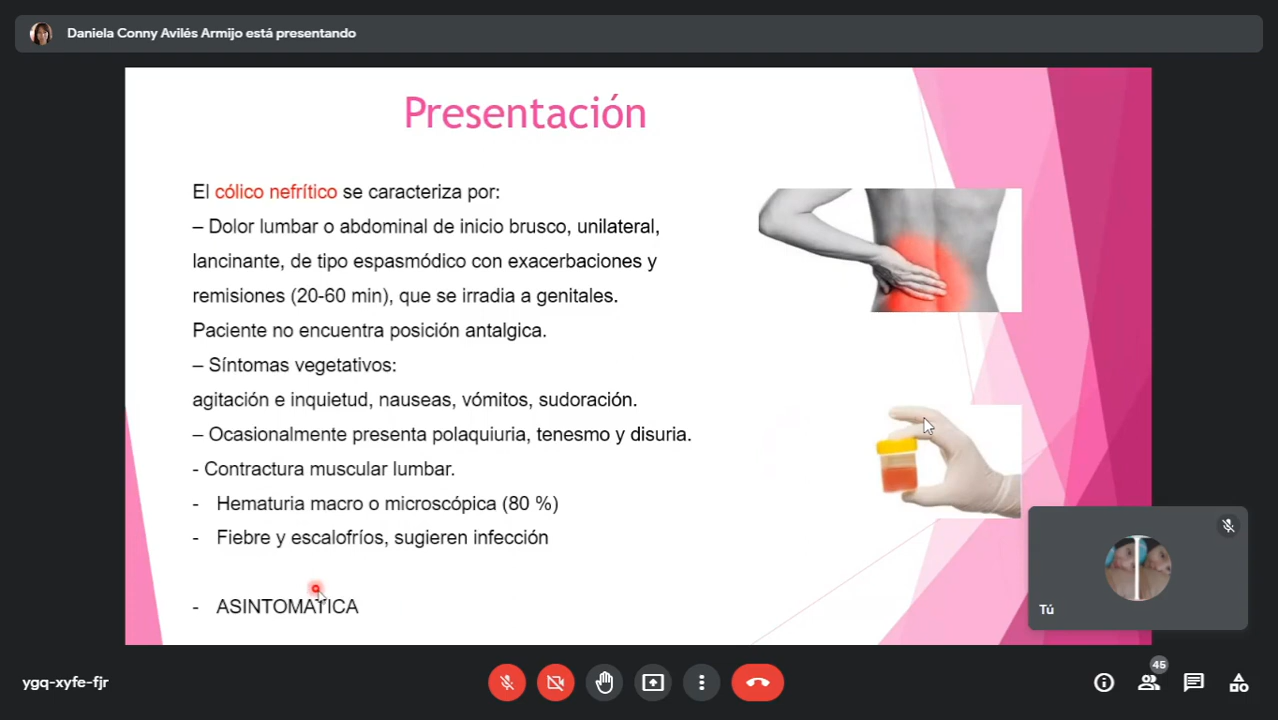 Daniela Conny Avilés Armijo está presentando
Presentación
El cólico nefrítico se caracteriza por:
– Dolor lumbar o abdominal de inicio brusco, unilateral,
lancinante, de tipo espasmódico con exacerbaciones y
remisiones (20-60 min), que se irradia a genitales.
Paciente no encuentra posición antalgica.
– Síntomas vegetativos:
agitación e inquietud, nauseas, vómitos, sudoración.
– Ocasionalmente presenta polaquiuria, tenesmo y disuria.
- Contractura muscular lumbar.
- Hematuria macro o microscópica (80 %)
- Fiebre y escalofríos, sugieren infección
- ASINTOMATICA
Tú
ygq-xyfe-fjr
45